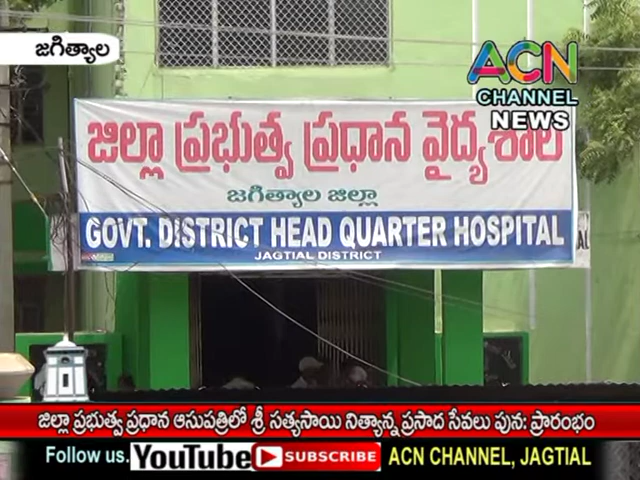 జగిత్యాల
ACN
CHANNEL
NEWS
జిల్లా ప్రభుత్వ ప్రధాన వైద్యశాల
జగిత్యాల జిల్లా
GOVT. DISTRICT HEAD QUARTER HOSPITAL
JAGTIAL DISTRICT
జిల్లా ప్రభుత్వ ప్రధాన ఆసుపత్రిలో శ్రీ సత్యసాయి నిత్యాన్న ప్రసాద సేవలు పున: ప్రారంభం
Follow us. YouTube SUBSCRIBE ACN CHANNEL, JAGTIAL